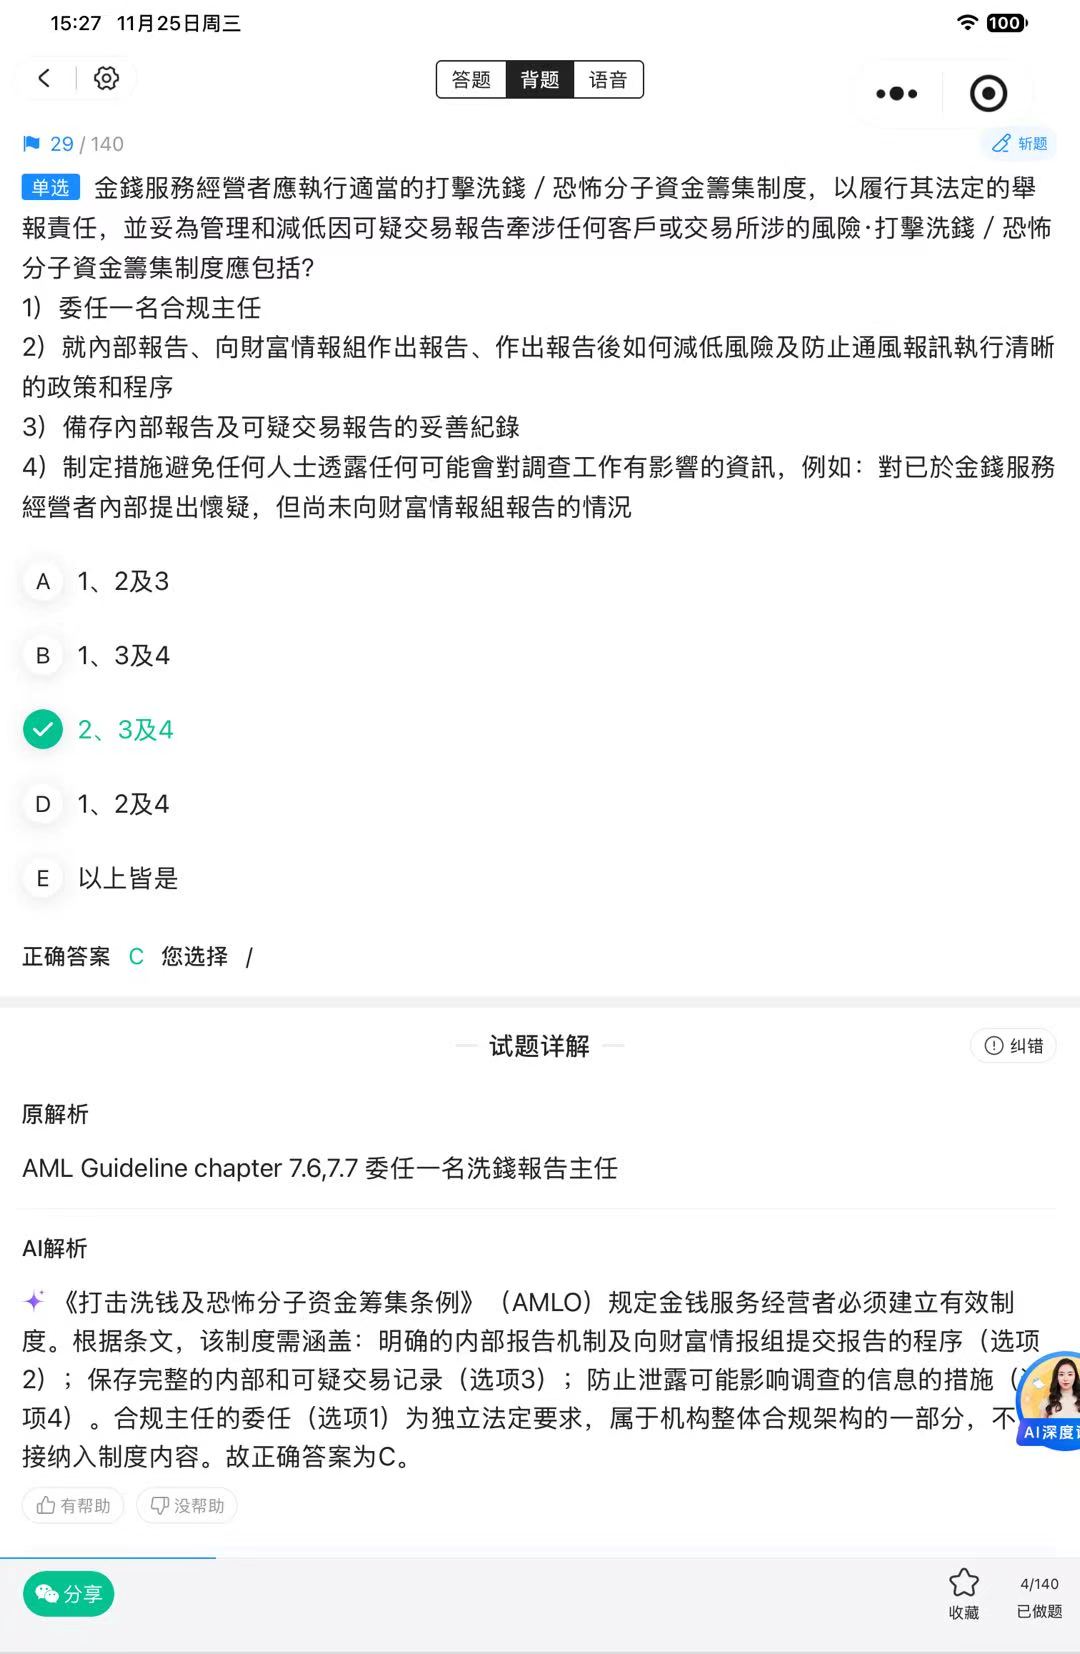 15:27 11月25日周三
100
答题 背题 语音
29 / 140
斩题
单选 金錢服務經營者應執行適當的打擊洗錢/恐怖分子資金籌集制度，以履行其法定的舉
報責任，並妥為管理和減低因可疑交易報告牽涉任何客戶或交易所涉的風險·打擊洗錢/恐怖
分子資金籌集制度應包括？
1）委任一名合规主任
2）就內部報告、向財富情報組作出報告、作出報告後如何減低風險及防止通風報訊執行清晰
的政策和程序
3）備存內部報告及可疑交易報告的妥善紀錄
4）制定措施避免任何人士透露任何可能會對調查工作有影響的資訊，例如：對已於金錢服務
經營者內部提出懷疑，但尚未向财富情報組報告的情況
A 1、2及3
B 1、3及4
2、3及4
D 1、2及4
E 以上皆是
正确答案 C 您选择 /
试题详解
纠错
原解析
AML Guideline chapter 7.6,7.7 委任一名洗錢報告主任
AI解析
《打击洗钱及恐怖分子资金筹集条例》（AMLO）规定金钱服务经营者必须建立有效制
度。根据条文，该制度需涵盖：明确的内部报告机制及向财富情报组提交报告的程序（选项
2）；保存完整的内部和可疑交易记录（选项3）；防止泄露可能影响调查的信息的措施（
项4）。合规主任的委任（选项1）为独立法定要求，属于机构整体合规架构的一部分，不
接纳入制度内容。故正确答案为C。
AI深度
有帮助 没帮助
分享
收藏
4/140
已做题